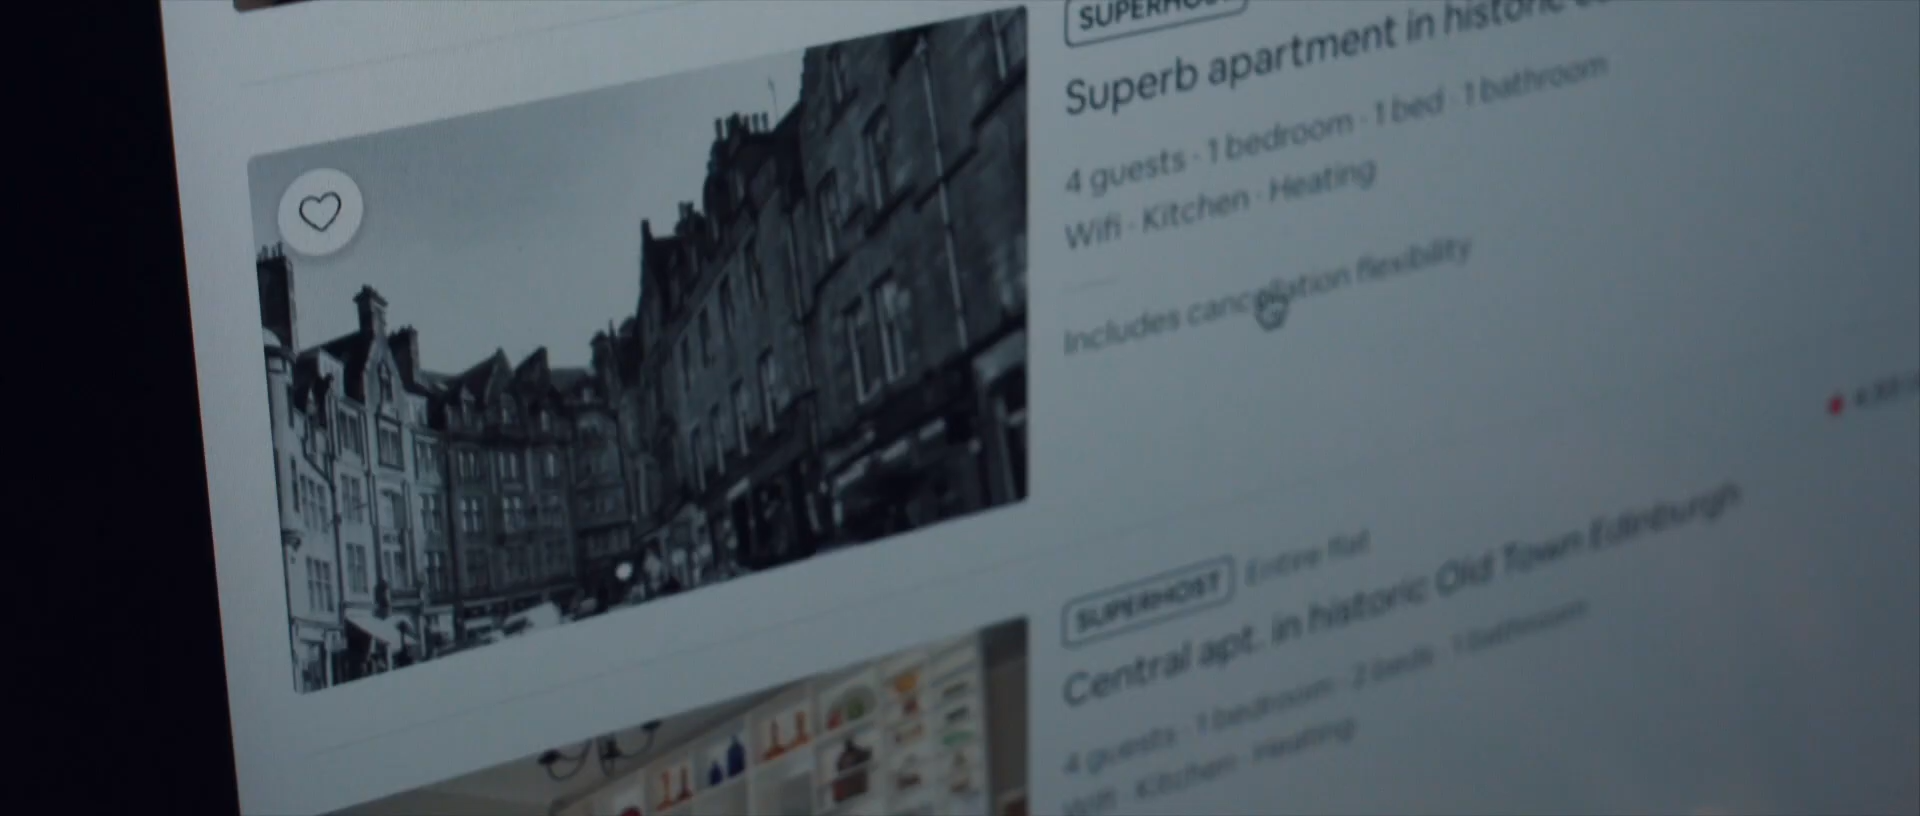 SUPERHOST
Superb apartment in historic
4 guests · 1 bedroom · 1 bed · 1 bathroom
Wifi · Kitchen · Heating
Includes cancellation flexibility
SUPERHOST Entire flat
Central apt. in historic Old Town Edinburgh
4 guests · 1 bedroom · 2 beds · 1 bathroom
Wifi · Kitchen · Heating